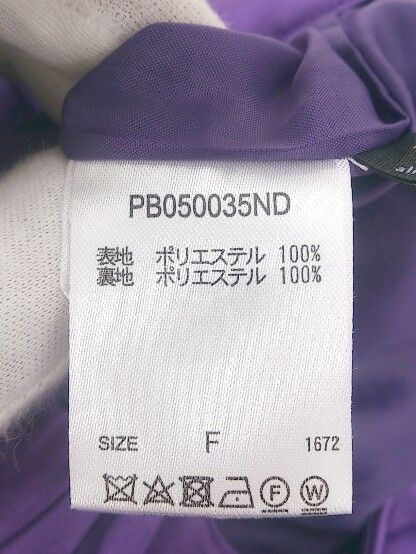 PB050035ND
表地 ポリエステル 100%
裏地 ポリエステル 100%
SIZE F 1672
F W